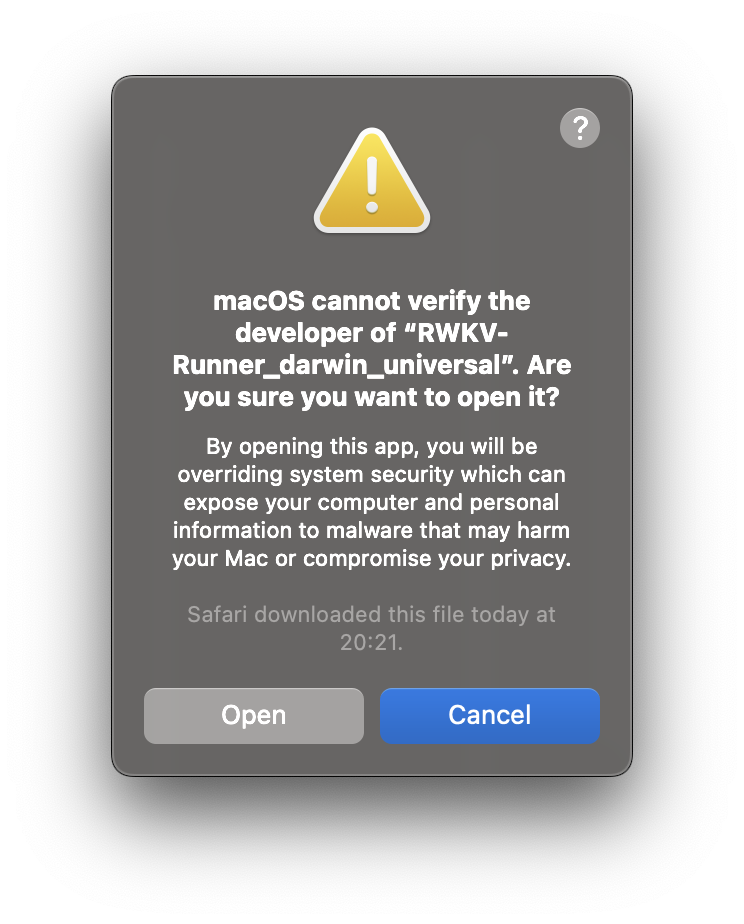 ?
macOS cannot verify the
developer of “RWKV-
Runner_darwin_universal”. Are
you sure you want to open it?
By opening this app, you will be
overriding system security which can
expose your computer and personal
information to malware that may harm
your Mac or compromise your privacy.
Safari downloaded this file today at
20:21.
Open
Cancel